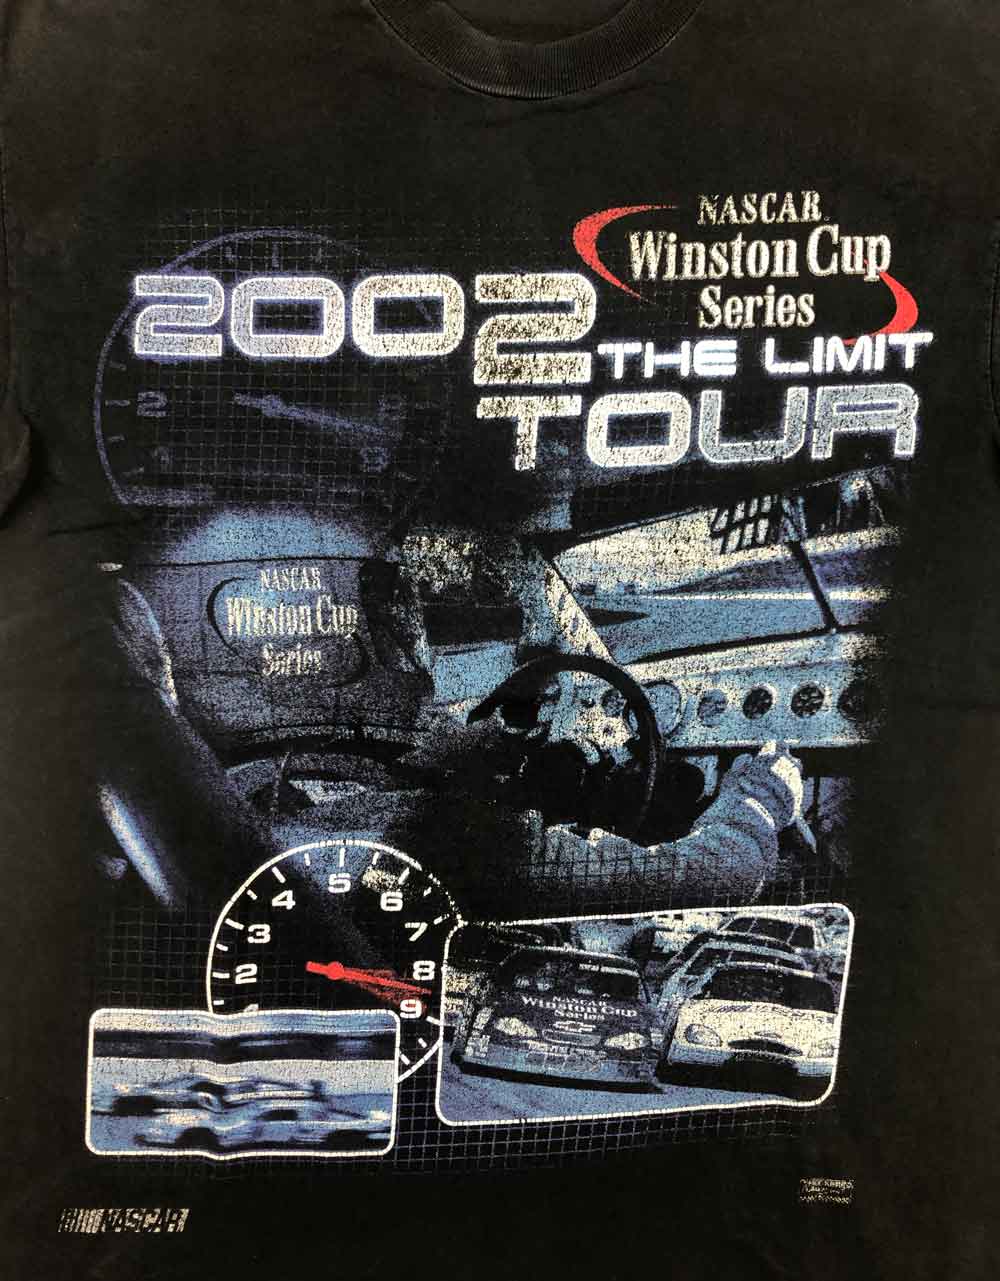 NASCAR
Winston Cup
Series
2002
THE LIMIT
TOUR
2
NASCAR
Winston Cup
Series
5
4
6
3
7
2
8
9
NASCAR
Winston Cup
Series
NASCAR